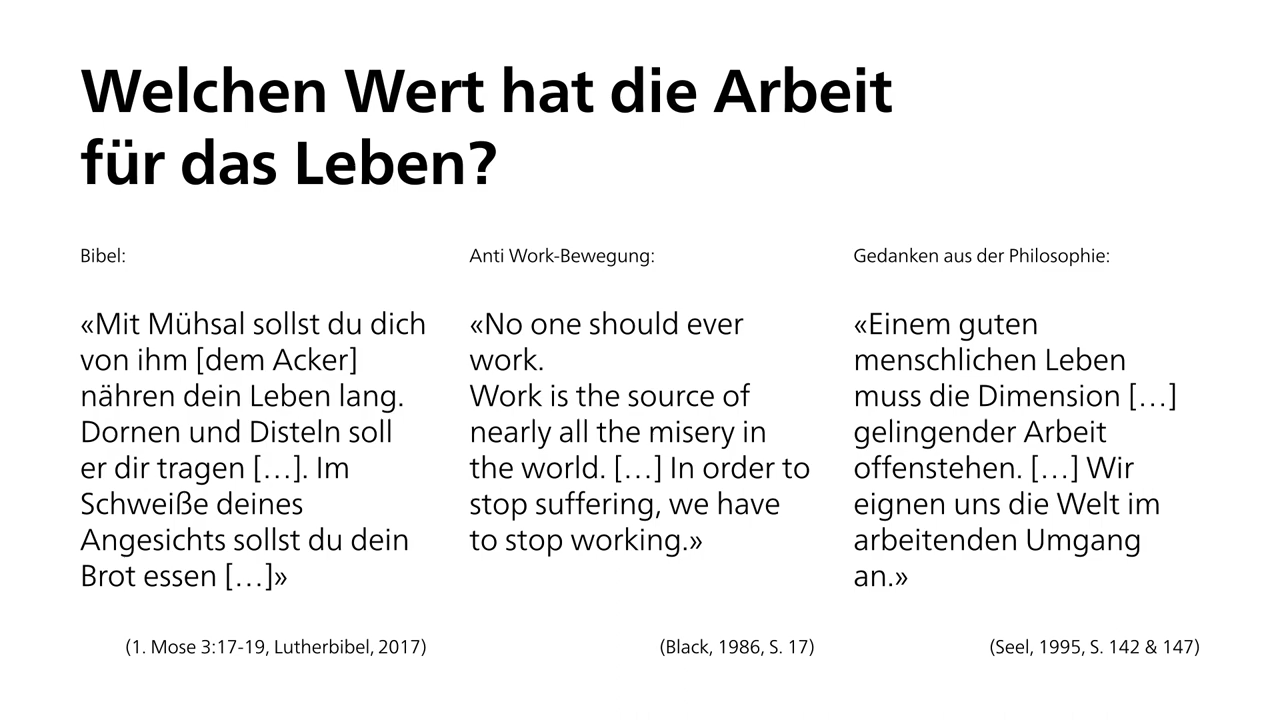 Welchen Wert hat die Arbeit
für das Leben?
Bibel:
«Mit Mühsal sollst du dich
von ihm [dem Acker]
nähren dein Leben lang.
Dornen und Disteln soll
er dir tragen […]. Im
Schweiße deines
Angesichts sollst du dein
Brot essen […]»
(1. Mose 3:17-19, Lutherbibel, 2017)
Anti Work-Bewegung:
«No one should ever
work.
Work is the source of
nearly all the misery in
the world. […] In order to
stop suffering, we have
to stop working.»
(Black, 1986, S. 17)
Gedanken aus der Philosophie:
«Einem guten
menschlichen Leben
muss die Dimension […]
gelingender Arbeit
offenstehen. […] Wir
eignen uns die Welt im
arbeitenden Umgang
an.»
(Seel, 1995, S. 142 & 147)